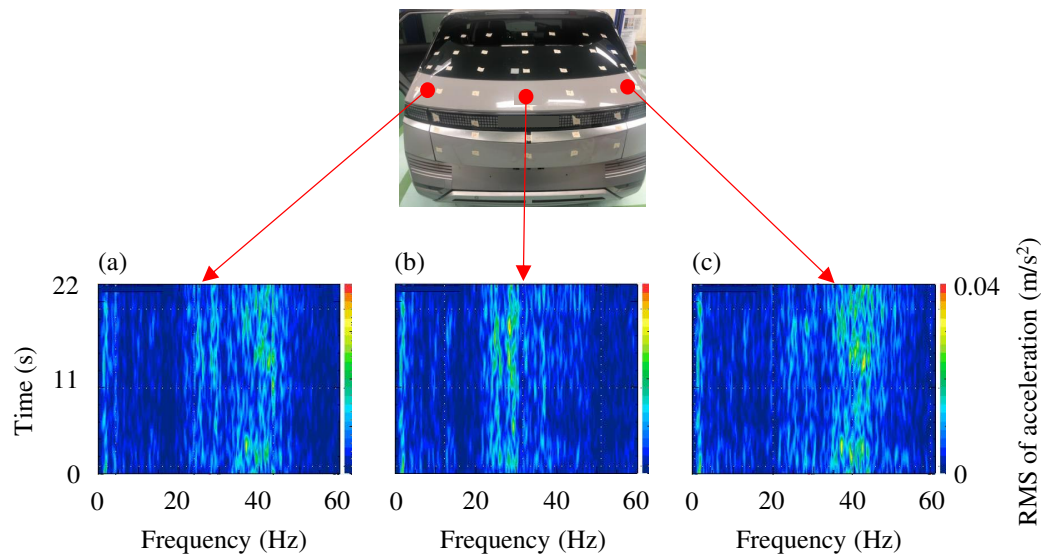 (a) (b) (c)
22 0.04
11
0 0
Time (s)
RMS of acceleration (m/s²)
0 20 40 60 0 20 40 60 0 20 40 60
Frequency (Hz) Frequency (Hz) Frequency (Hz)